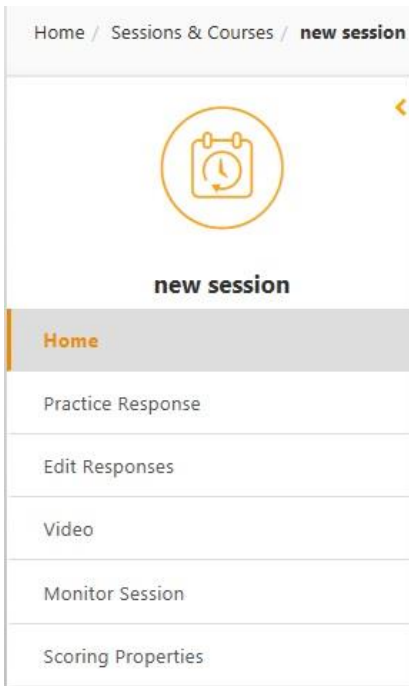 Home / Sessions & Courses / new session
new session
Home
Practice Response
Edit Responses
Video
Monitor Session
Scoring Properties